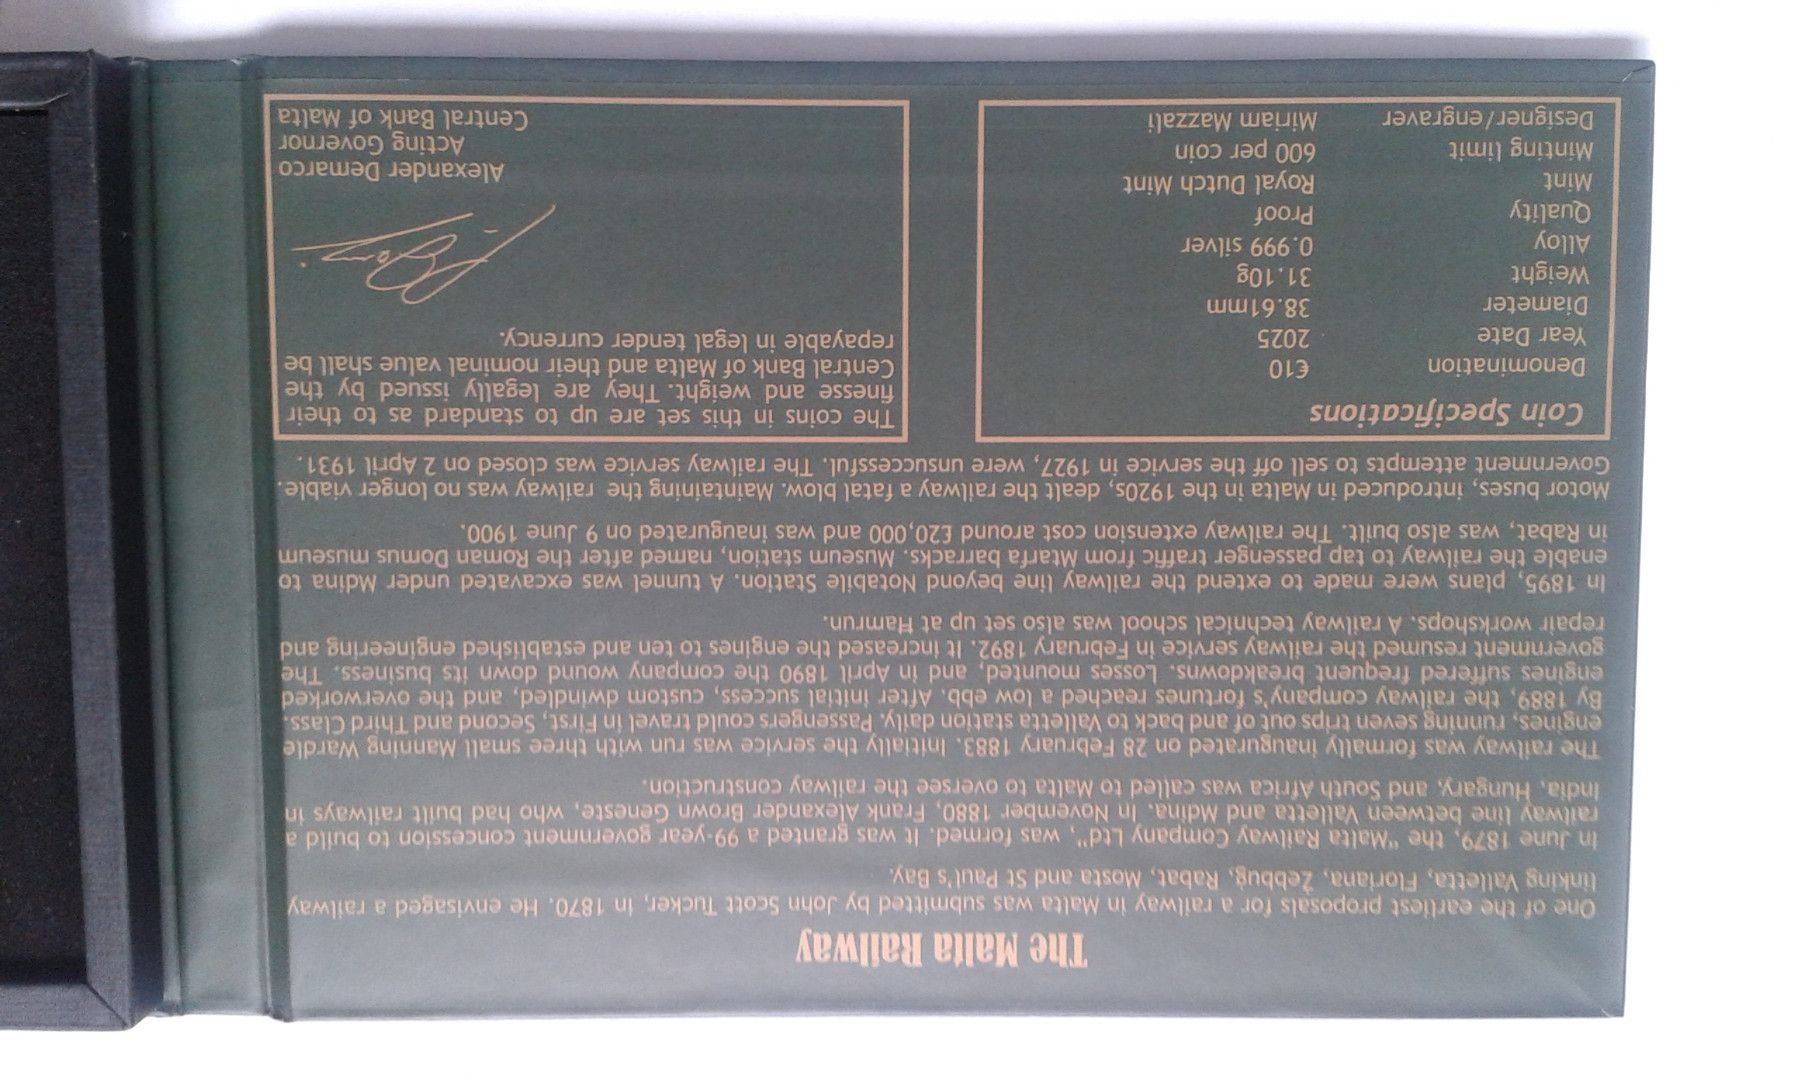 The Malta Railway
One of the earliest proposals for a railway in Malta was submitted by John Scott Tucker, in 1870. He envisaged a railway
linking Valletta, Floriana, Żebbuġ, Rabat, Mosta and St Paul's Bay.
In June 1879, the "Malta Railway Company Ltd", was formed. It was granted a 99-year government concession to build a
railway line between Valletta and Mdina. In November 1880, Frank Alexander Brown Geneste, who had built railways in
India, Hungary, and South Africa was called to Malta to oversee the railway construction.
The railway was formally inaugurated on 28 February 1883. Initially the service was run with three small Manning Wardle
engines, running seven trips out of and back to Valletta station daily. Passengers could travel in First, Second and Third Class.
By 1889, the railway company's fortunes reached a low ebb. After initial success, custom dwindled, and the overworked
engines suffered frequent breakdowns. Losses mounted, and in April 1890 the company wound down its business. The
government resumed the railway service in February 1892. It increased the engines to ten and established engineering and
repair workshops. A railway technical school was also set up at Ħamrun.
In 1895, plans were made to extend the railway line beyond Notabile Station. A tunnel was excavated under Mdina to
enable the railway to tap passenger traffic from Mtarfa barracks. Museum station, named after the Roman Domus museum
in Rabat, was also built. The railway extension cost around £20,000 and was inaugurated on 9 June 1900.
Motor buses, introduced in Malta in the 1920s, dealt the railway a fatal blow. Maintaining the railway was no longer viable.
Government attempts to sell off the service in 1927, were unsuccessful. The railway service was closed on 2 April 1931.
Coin Specifications
Denomination €10
Year Date 2025
Diameter 38.61mm
Weight 31.10g
Alloy 0.999 silver
Quality Proof
Mint Royal Dutch Mint
Minting limit 600 per coin
Designer/engraver Miriam Mazzali
The coins in this set are up to standard as to their
finesse and weight. They are legally issued by the
Central Bank of Malta and their nominal value shall be
repayable in legal tender currency.
Alexander Demarco
Acting Governor
Central Bank of Malta